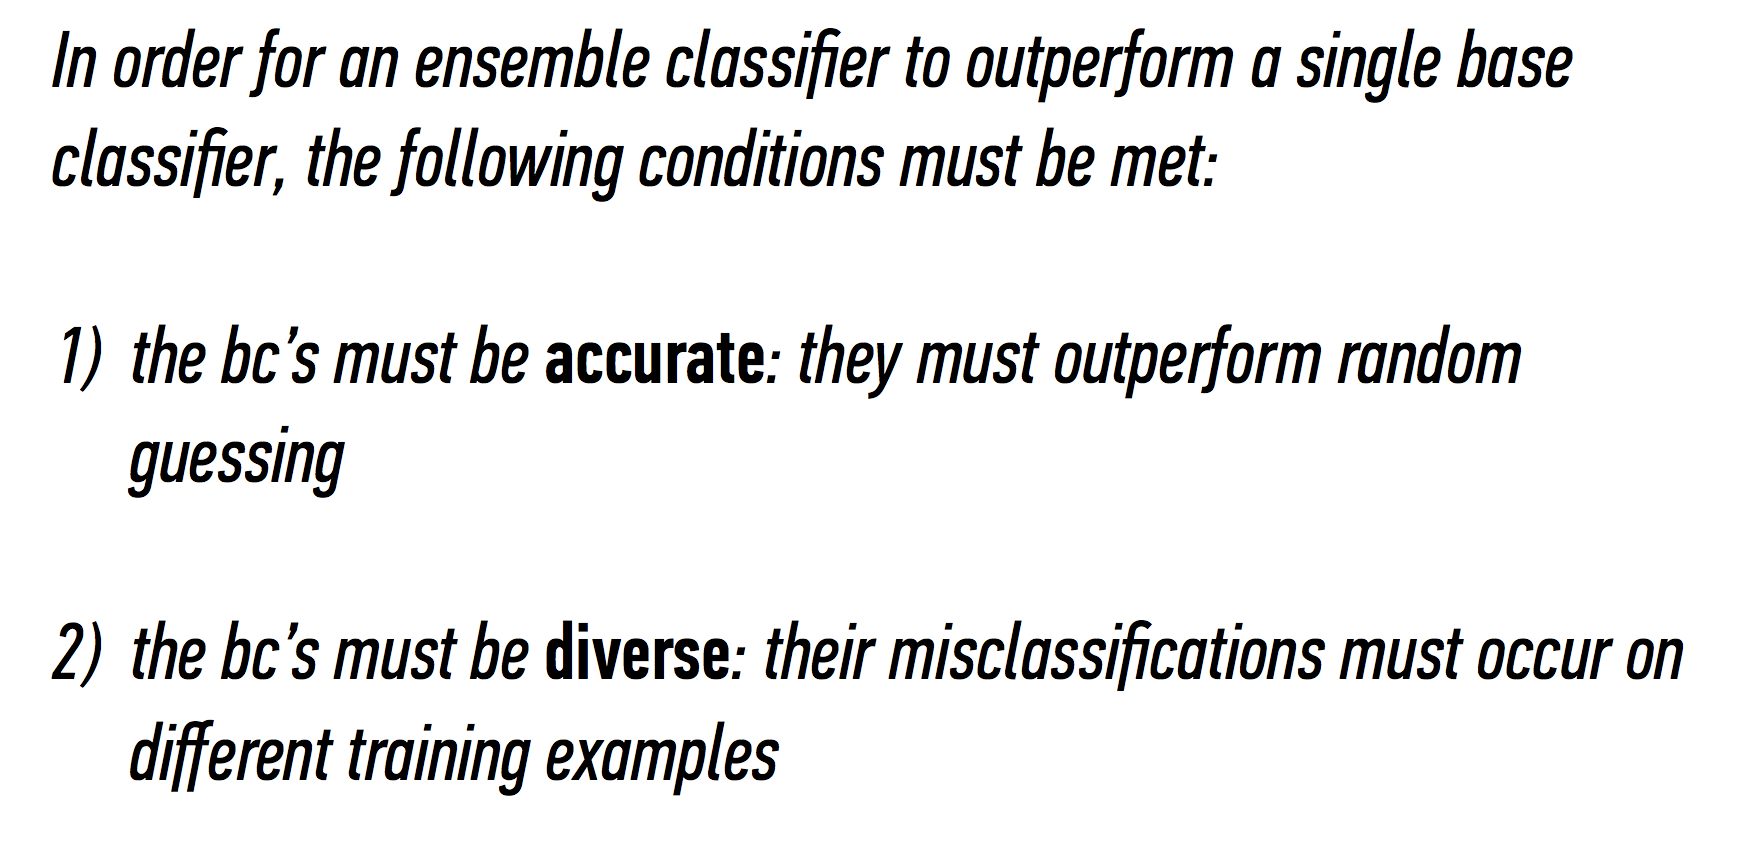 In order for an ensemble classifier to outperform a single base
classifier, the following conditions must be met:
1) the bc’s must be accurate: they must outperform random
guessing
2) the bc’s must be diverse: their misclassifications must occur on
different training examples